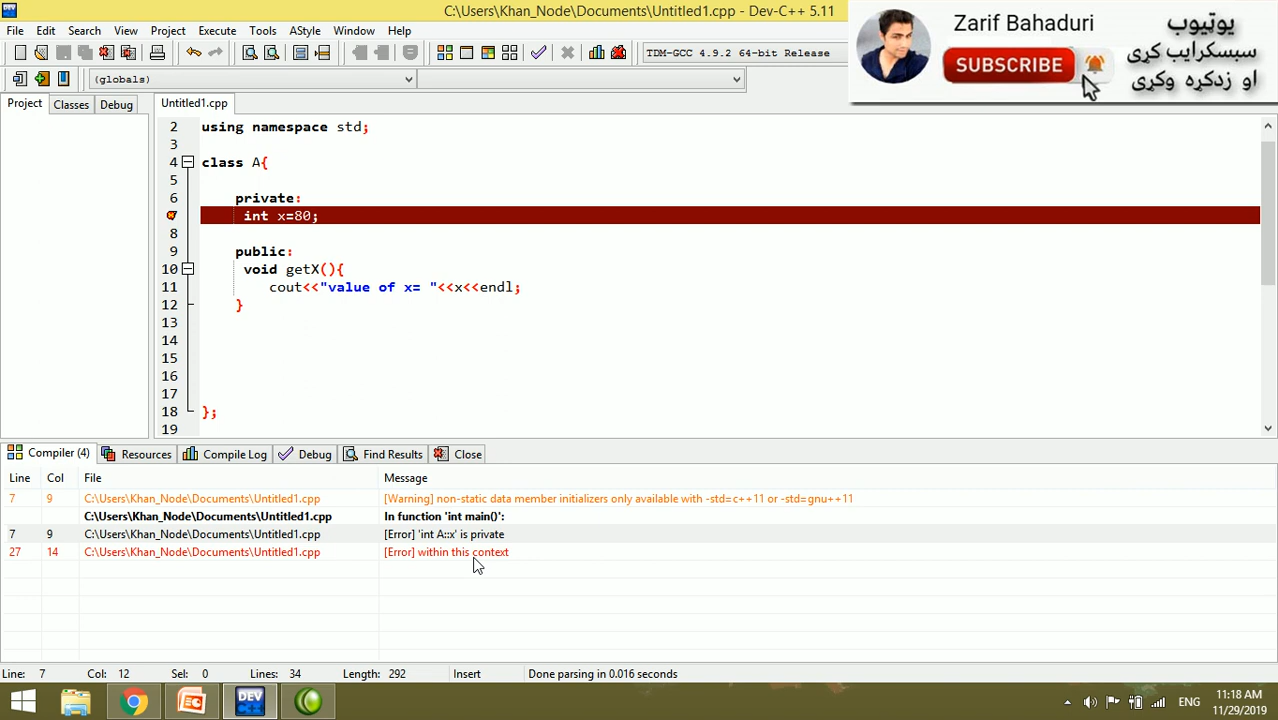 C:\Users\Khan_Node\Documents\Untitled1.cpp - Dev-C++ 5.11
File Edit Search View Project Execute Tools AStyle Window Help
TDM-GCC 4.9.2 64-bit Release
(globals)
Zarif Bahaduri
SUBSCRIBE
یوټیوب
سبسکرایب کړی
او زدکړه وکړی
Project Classes Debug
Untitled1.cpp
2 using namespace std;
3
4 class A{
5
6 private:
int x=80;
8
9 public:
10 void getX(){
11 cout<<"value of x= "<<x<<endl;
12 }
13
14
15
16
17
18 };
19
Compiler (4) Resources Compile Log Debug Find Results Close
Line Col File Message
7 9 C:\Users\Khan_Node\Documents\Untitled1.cpp [Warning] non-static data member initializers only available with -std=c++11 or -std=gnu++11
C:\Users\Khan_Node\Documents\Untitled1.cpp In function 'int main()':
7 9 C:\Users\Khan_Node\Documents\Untitled1.cpp [Error] 'int A::x' is private
27 14 C:\Users\Khan_Node\Documents\Untitled1.cpp [Error] within this context
Line: 7 Col: 12 Sel: 0 Lines: 34 Length: 292 Insert Done parsing in 0.016 seconds
DEV C++
ENG
11:18 AM
11/29/2019